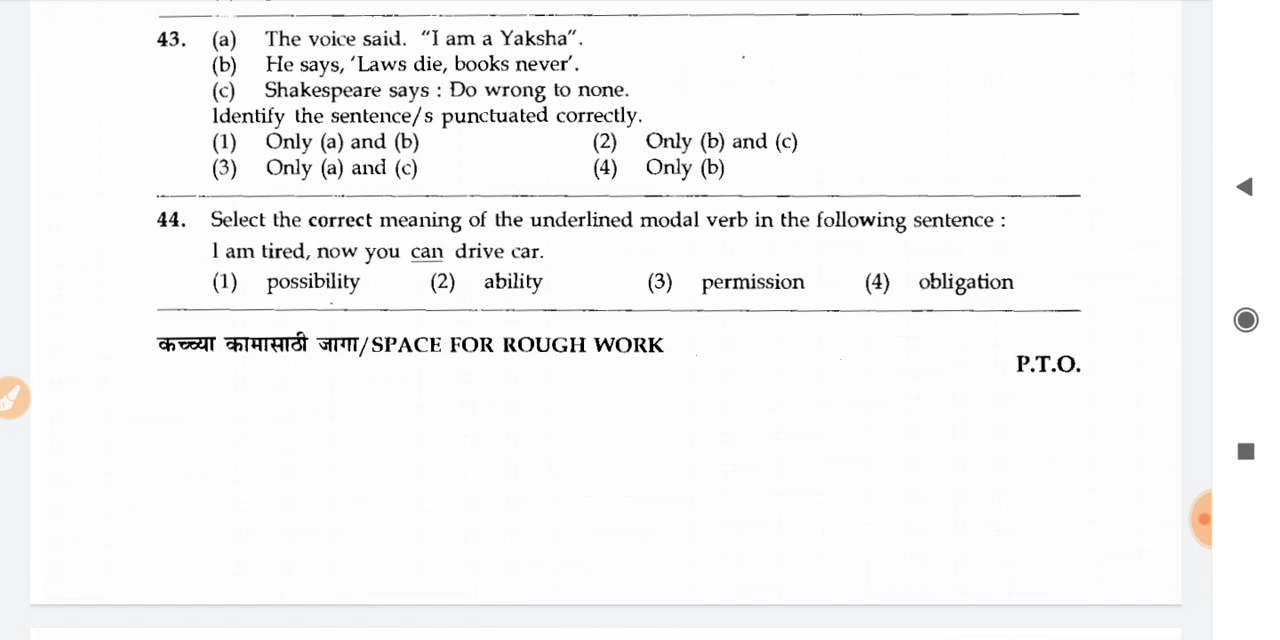 43. (a) The voice said. "I am a Yaksha".
(b) He says, 'Laws die, books never'.
(c) Shakespeare says : Do wrong to none.
Identify the sentence/s punctuated correctly.
(1) Only (a) and (b) (2) Only (b) and (c)
(3) Only (a) and (c) (4) Only (b)
44. Select the correct meaning of the underlined modal verb in the following sentence :
I am tired, now you can drive car.
(1) possibility (2) ability (3) permission (4) obligation
कच्च्या कामासाठी जागा/SPACE FOR ROUGH WORK
P.T.O.